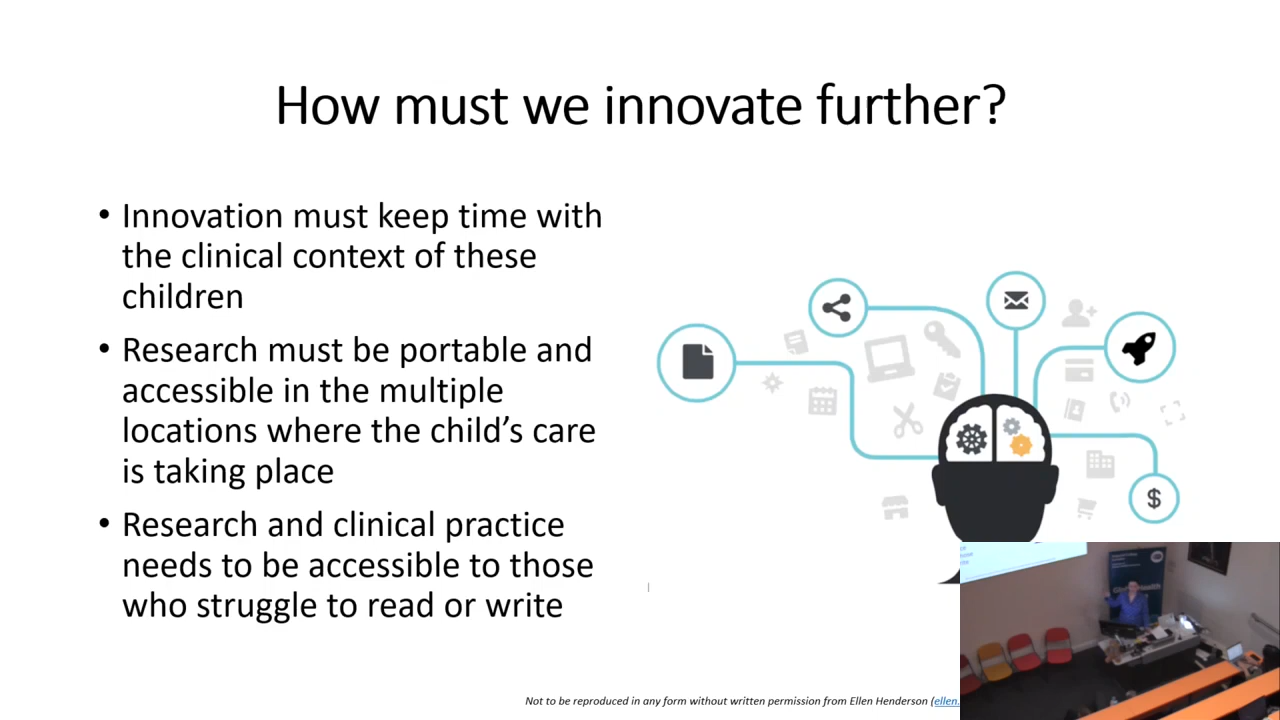 How must we innovate further?
• Innovation must keep time with
the clinical context of these
children
• Research must be portable and
accessible in the multiple
locations where the child’s care
is taking place
• Research and clinical practice
needs to be accessible to those
who struggle to read or write
$
Not to be reproduced in any form without written permission from Ellen Henderson (ellen.